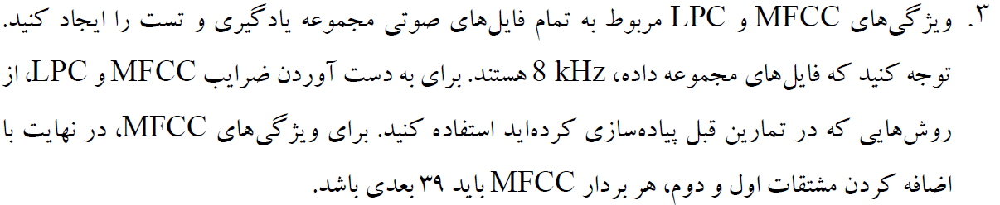 ۳. ویژگی‌های MFCC و LPC مربوط به تمام فایل‌های صوتی مجموعه یادگیری و تست را ایجاد کنید.
توجه کنید که فایل‌های مجموعه داده، 8 kHz هستند. برای به دست آوردن ضرایب MFCC و LPC، از
روش‌هایی که در تمارین قبل پیاده‌سازی کرده‌اید استفاده کنید. برای ویژگی‌های MFCC، در نهایت با
اضافه کردن مشتقات اول و دوم، هر بردار MFCC باید ۳۹ بعدی باشد.